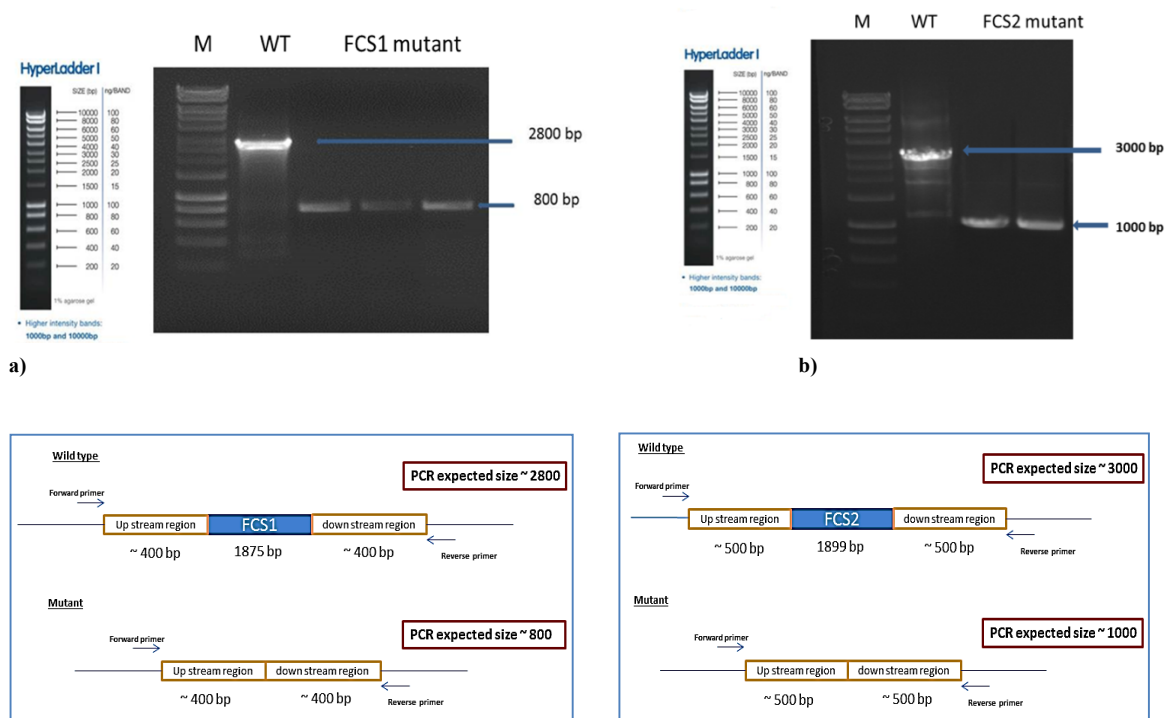 M WT FCS1 mutant
HyperLadder I
SIZE (bp) ng/BAND
10000 100
8000 80
6000 60
5000 50
4000 40
3000 30
2500 25
2000 20
1500 15
1000 100
800 80
600 60
400 40
200 20
1% agarose gel
• Higher intensity bands:
1000bp and 10000bp
2800 bp
800 bp
a)
M WT FCS2 mutant
HyperLadder I
SIZE (bp) ng/BAND
10000 100
8000 80
6000 60
5000 50
4000 40
3000 30
2500 25
2000 20
1500 15
1000 100
800 80
600 60
400 40
200 20
1% agarose gel
• Higher intensity bands:
1000bp and 10000bp
3000 bp
1000 bp
b)
Wild type
PCR expected size ~ 2800
Forward primer
Up stream region FCS1 down stream region
~ 400 bp 1875 bp ~ 400 bp
Reverse primer
Mutant
PCR expected size ~ 800
Forward primer
Up stream region down stream region
~ 400 bp ~ 400 bp
Reverse primer
Wild type
PCR expected size ~ 3000
Forward primer
Up stream region FCS2 down stream region
~ 500 bp 1899 bp ~ 500 bp
Reverse primer
Mutant
PCR expected size ~ 1000
Forward primer
Up stream region down stream region
~ 500 bp ~ 500 bp
Reverse primer